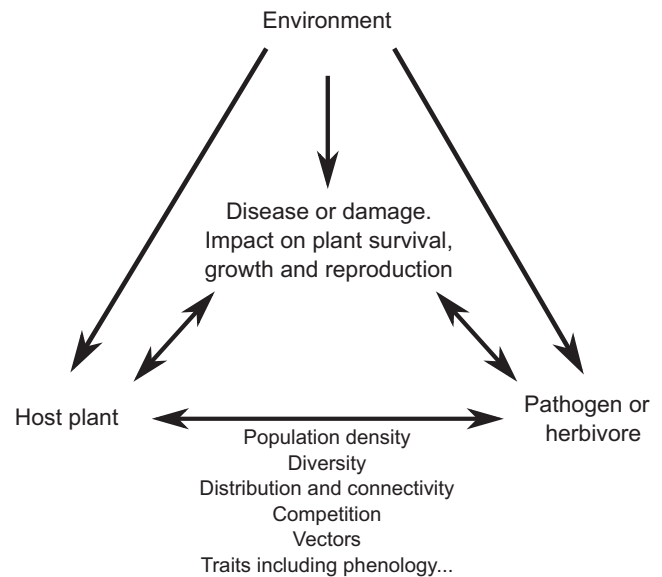 Environment
Disease or damage.
Impact on plant survival,
growth and reproduction
Host plant
Pathogen or
herbivore
Population density
Diversity
Distribution and connectivity
Competition
Vectors
Traits including phenology...